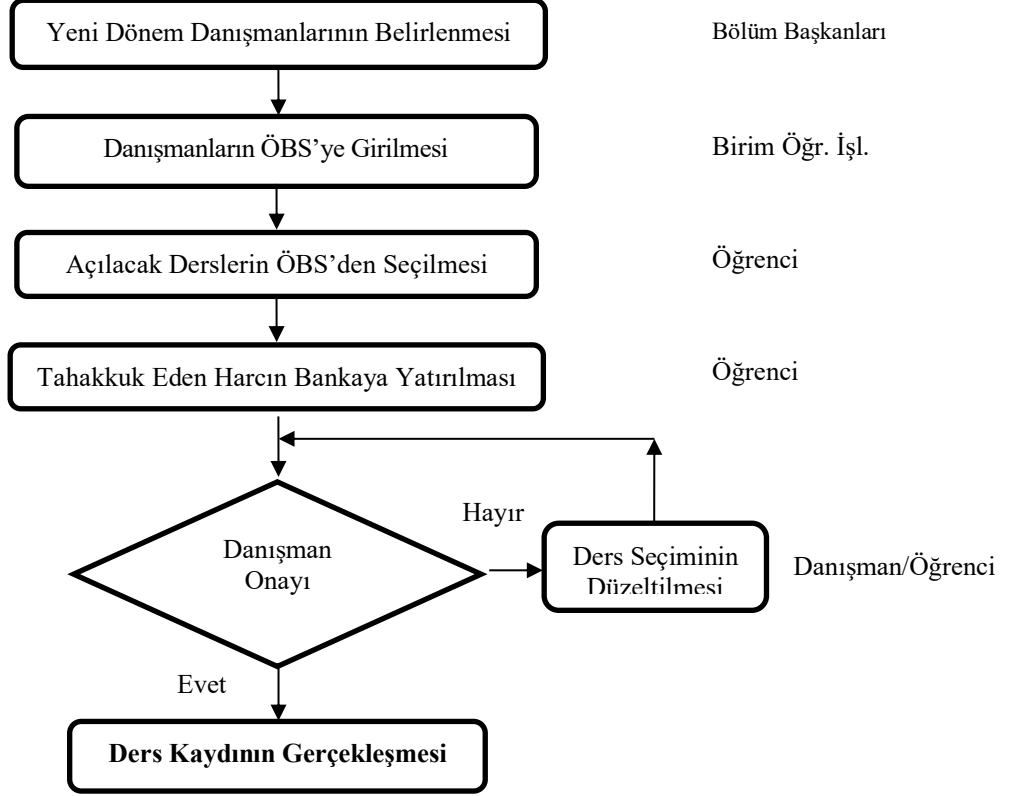 Yeni Dönem Danışmanlarının Belirlenmesi
Bölüm Başkanları
Danışmanların ÖBS’ye Girilmesi
Birim Öğr. İşl.
Açılacak Derslerin ÖBS’den Seçilmesi
Öğrenci
Tahakkuk Eden Harcın Bankaya Yatırılması
Öğrenci
Danışman
Onayı
Hayır
Ders Seçiminin
Düzeltilmesi
Danışman/Öğrenci
Evet
Ders Kaydının Gerçekleşmesi